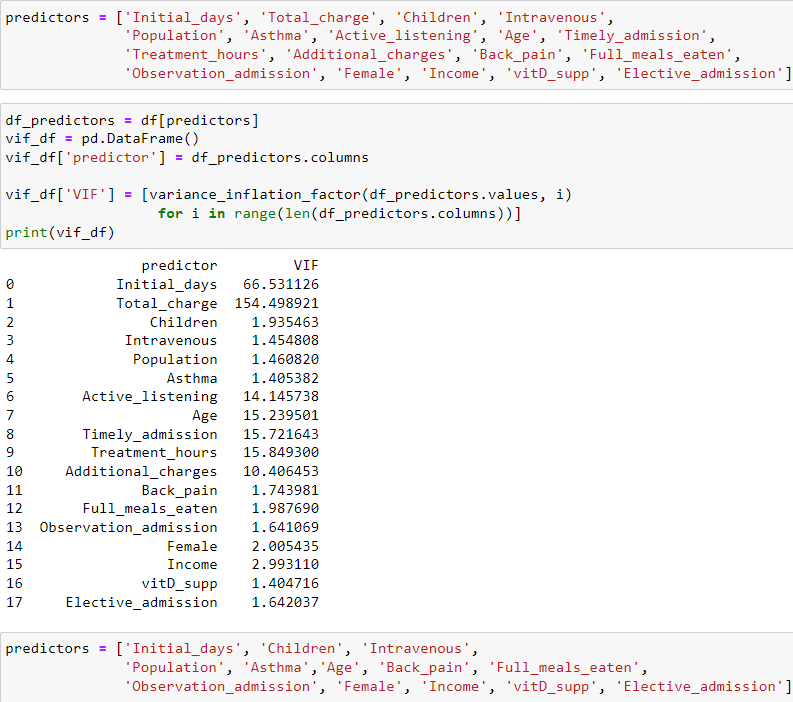 predictors = ['Initial_days', 'Total_charge', 'Children', 'Intravenous',
'Population', 'Asthma', 'Active_listening', 'Age', 'Timely_admission',
'Treatment_hours', 'Additional_charges', 'Back_pain', 'Full_meals_eaten',
'Observation_admission', 'Female', 'Income', 'vitD_supp', 'Elective_admission']
df_predictors = df[predictors]
vif_df = pd.DataFrame()
vif_df['predictor'] = df_predictors.columns
vif_df['VIF'] = [variance_inflation_factor(df_predictors.values, i)
for i in range(len(df_predictors.columns))]
print(vif_df)
predictor VIF
0 Initial_days 66.531126
1 Total_charge 154.498921
2 Children 1.935463
3 Intravenous 1.454808
4 Population 1.460820
5 Asthma 1.405382
6 Active_listening 14.145738
7 Age 15.239501
8 Timely_admission 15.721643
9 Treatment_hours 15.849300
10 Additional_charges 10.406453
11 Back_pain 1.743981
12 Full_meals_eaten 1.987690
13 Observation_admission 1.641069
14 Female 2.005435
15 Income 2.993110
16 vitD_supp 1.404716
17 Elective_admission 1.642037
predictors = ['Initial_days', 'Children', 'Intravenous',
'Population', 'Asthma','Age', 'Back_pain', 'Full_meals_eaten',
'Observation_admission', 'Female', 'Income', 'vitD_supp', 'Elective_admission']